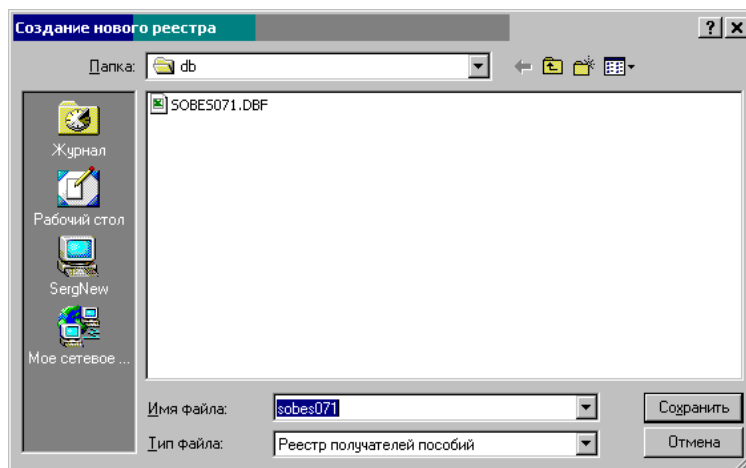 Создание нового реестра
Папка: db
SOBES071.DBF
Журнал
Рабочий стол
SergNew
Мое сетевое ...
Имя файла: sobes071 Сохранить
Тип файла: Реестр получателей пособий Отмена